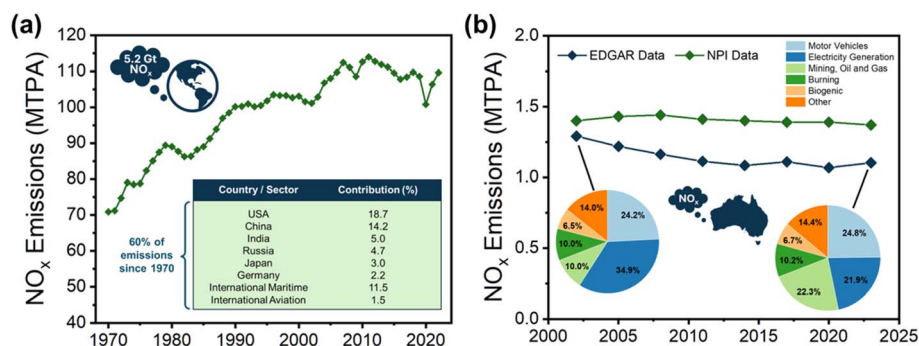 (a)
NOx Emissions (MTPA)
120
110
100
90
80
70
60
50
40
1970
1980
1990
2000
2010
2020
5.2 Gt
NOx
60% of
emissions
since 1970
Country / Sector Contribution (%)
USA 18.7
China 14.2
India 5.0
Russia 4.7
Japan 3.0
Germany 2.2
International Maritime 11.5
International Aviation 1.5
(b)
NOx Emissions (MTPA)
2.0
1.5
1.0
0.5
0.0
2000
2005
2010
2015
2020
2025
EDGAR Data
NPI Data
Motor Vehicles
Electricity Generation
Mining, Oil and Gas
Burning
Biogenic
Other
NOx
14.0%
24.2%
6.5%
10.0%
10.0%
34.9%
14.4%
24.8%
6.7%
10.2%
22.3%
21.9%